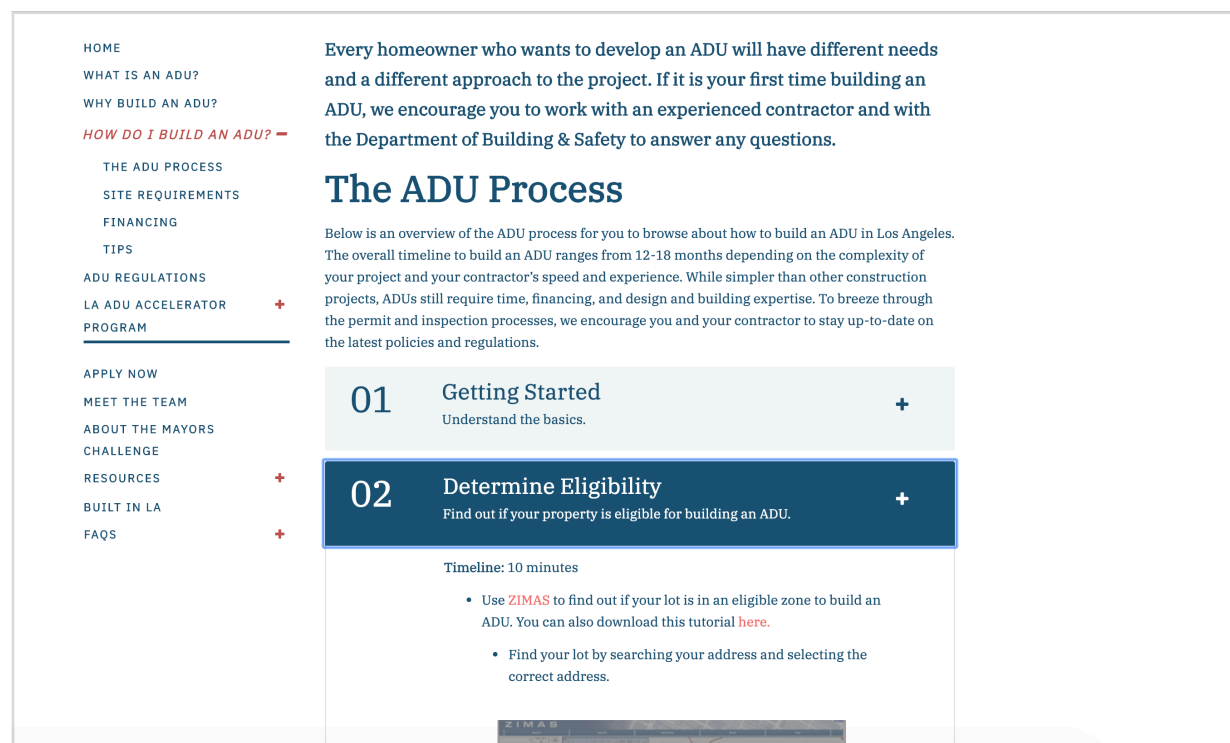 HOME
WHAT IS AN ADU?
WHY BUILD AN ADU?
HOW DO I BUILD AN ADU?
THE ADU PROCESS
SITE REQUIREMENTS
FINANCING
TIPS
ADU REGULATIONS
LA ADU ACCELERATOR
PROGRAM
APPLY NOW
MEET THE TEAM
ABOUT THE MAYORS
CHALLENGE
RESOURCES
BUILT IN LA
FAQS
Every homeowner who wants to develop an ADU will have different needs
and a different approach to the project. If it is your first time building an
ADU, we encourage you to work with an experienced contractor and with
the Department of Building & Safety to answer any questions.
The ADU Process
Below is an overview of the ADU process for you to browse about how to build an ADU in Los Angeles.
The overall timeline to build an ADU ranges from 12-18 months depending on the complexity of
your project and your contractor’s speed and experience. While simpler than other construction
projects, ADUs still require time, financing, and design and building expertise. To breeze through
the permit and inspection processes, we encourage you and your contractor to stay up-to-date on
the latest policies and regulations.
01 Getting Started
Understand the basics.
02 Determine Eligibility
Find out if your property is eligible for building an ADU.
Timeline: 10 minutes
• Use ZIMAS to find out if your lot is in an eligible zone to build an
ADU. You can also download this tutorial here.
• Find your lot by searching your address and selecting the
correct address.
ZIMAS